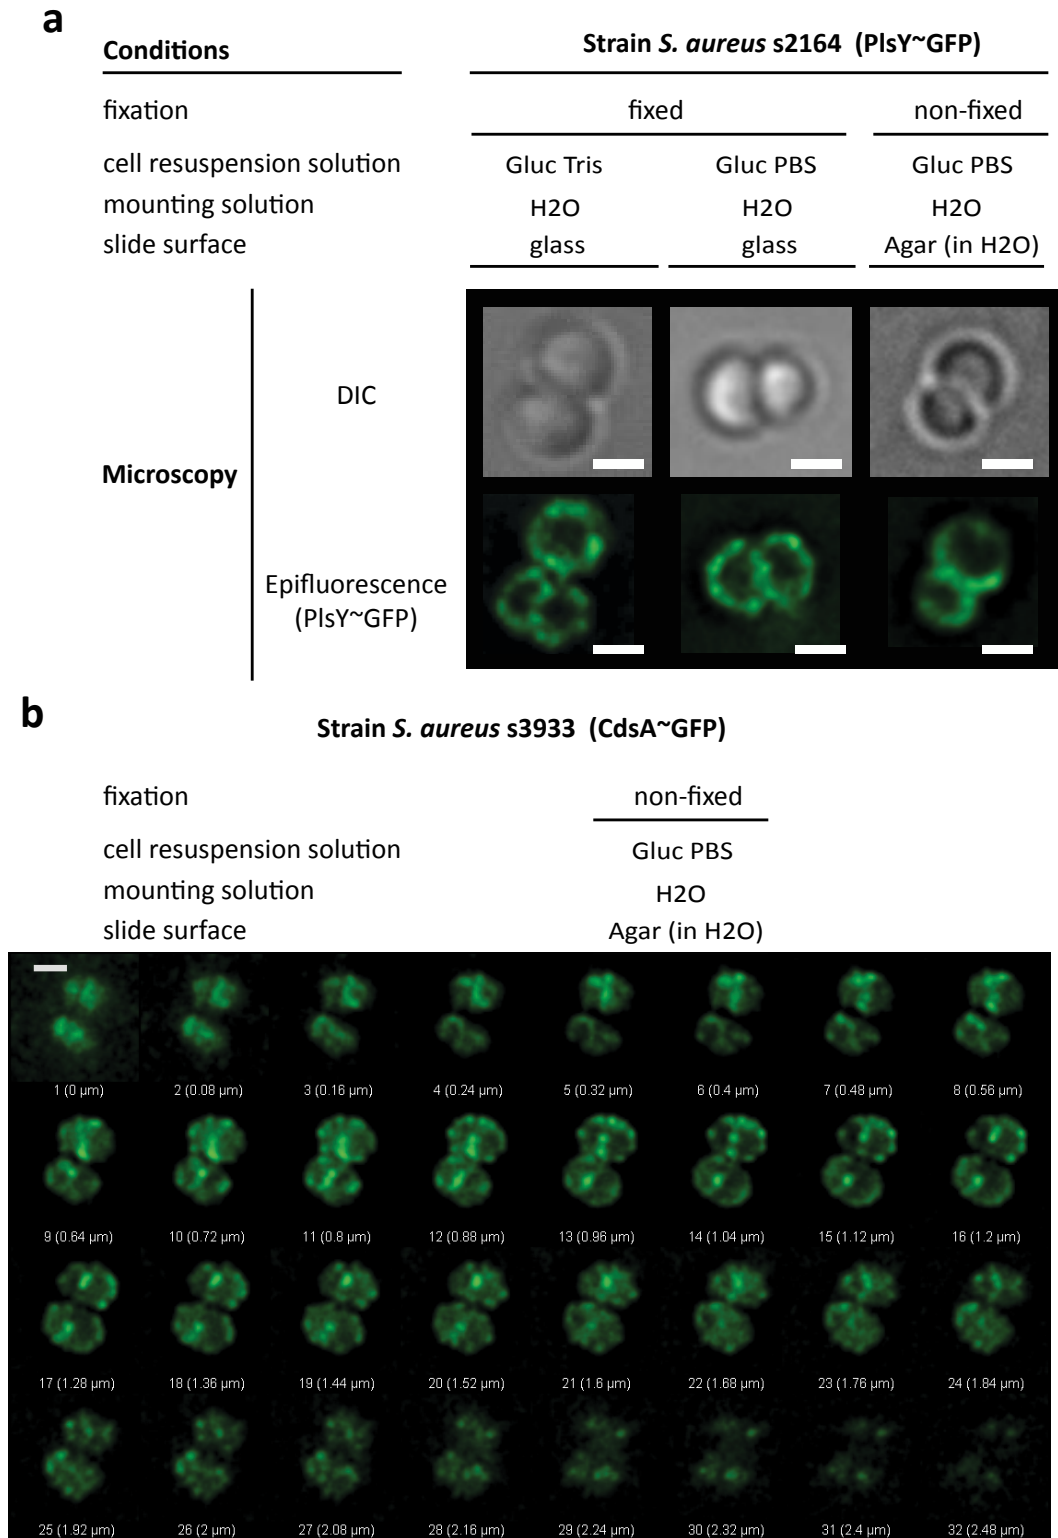 a
Conditions
Strain S. aureus s2164 (PlsY~GFP)
fixation
fixed
non-fixed
cell resuspension solution
Gluc Tris
Gluc PBS
Gluc PBS
mounting solution
H2O
H2O
H2O
slide surface
glass
glass
Agar (in H2O)
Microscopy
DIC
Epifluorescence
(PlsY~GFP)
b
Strain S. aureus s3933 (CdsA~GFP)
fixation
non-fixed
cell resuspension solution
Gluc PBS
mounting solution
H2O
slide surface
Agar (in H2O)
1 (0 µm)
2 (0.08 µm)
3 (0.16 µm)
4 (0.24 µm)
5 (0.32 µm)
6 (0.4 µm)
7 (0.48 µm)
8 (0.56 µm)
9 (0.64 µm)
10 (0.72 µm)
11 (0.8 µm)
12 (0.88 µm)
13 (0.96 µm)
14 (1.04 µm)
15 (1.12 µm)
16 (1.2 µm)
17 (1.28 µm)
18 (1.36 µm)
19 (1.44 µm)
20 (1.52 µm)
21 (1.6 µm)
22 (1.68 µm)
23 (1.76 µm)
24 (1.84 µm)
25 (1.92 µm)
26 (2 µm)
27 (2.08 µm)
28 (2.16 µm)
29 (2.24 µm)
30 (2.32 µm)
31 (2.4 µm)
32 (2.48 µm)